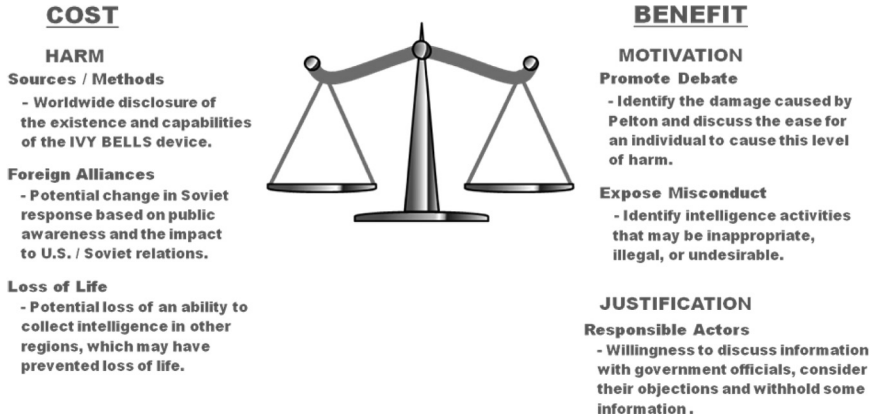 COST
HARM
Sources / Methods
- Worldwide disclosure of
the existence and capabilities
of the IVY BELLS device.
Foreign Alliances
- Potential change in Soviet
response based on public
awareness and the impact
to U.S. / Soviet relations.
Loss of Life
- Potential loss of an ability to
collect intelligence in other
regions, which may have
prevented loss of life.
BENEFIT
MOTIVATION
Promote Debate
- Identify the damage caused by
Pelton and discuss the ease for
an individual to cause this level
of harm.
Expose Misconduct
- Identify intelligence activities
that may be inappropriate,
illegal, or undesirable.
JUSTIFICATION
Responsible Actors
- Willingness to discuss information
with government officials, consider
their objections and withhold some
information .